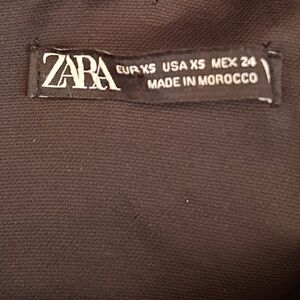 ZARA
EUR XS USA XS MEX 24
MADE IN MOROCCO